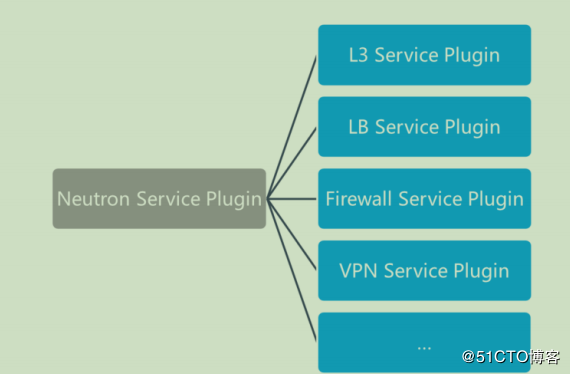 L3 Service Plugin
LB Service Plugin
Neutron Service Plugin
Firewall Service Plugin
VPN Service Plugin
...
@51CTO博客